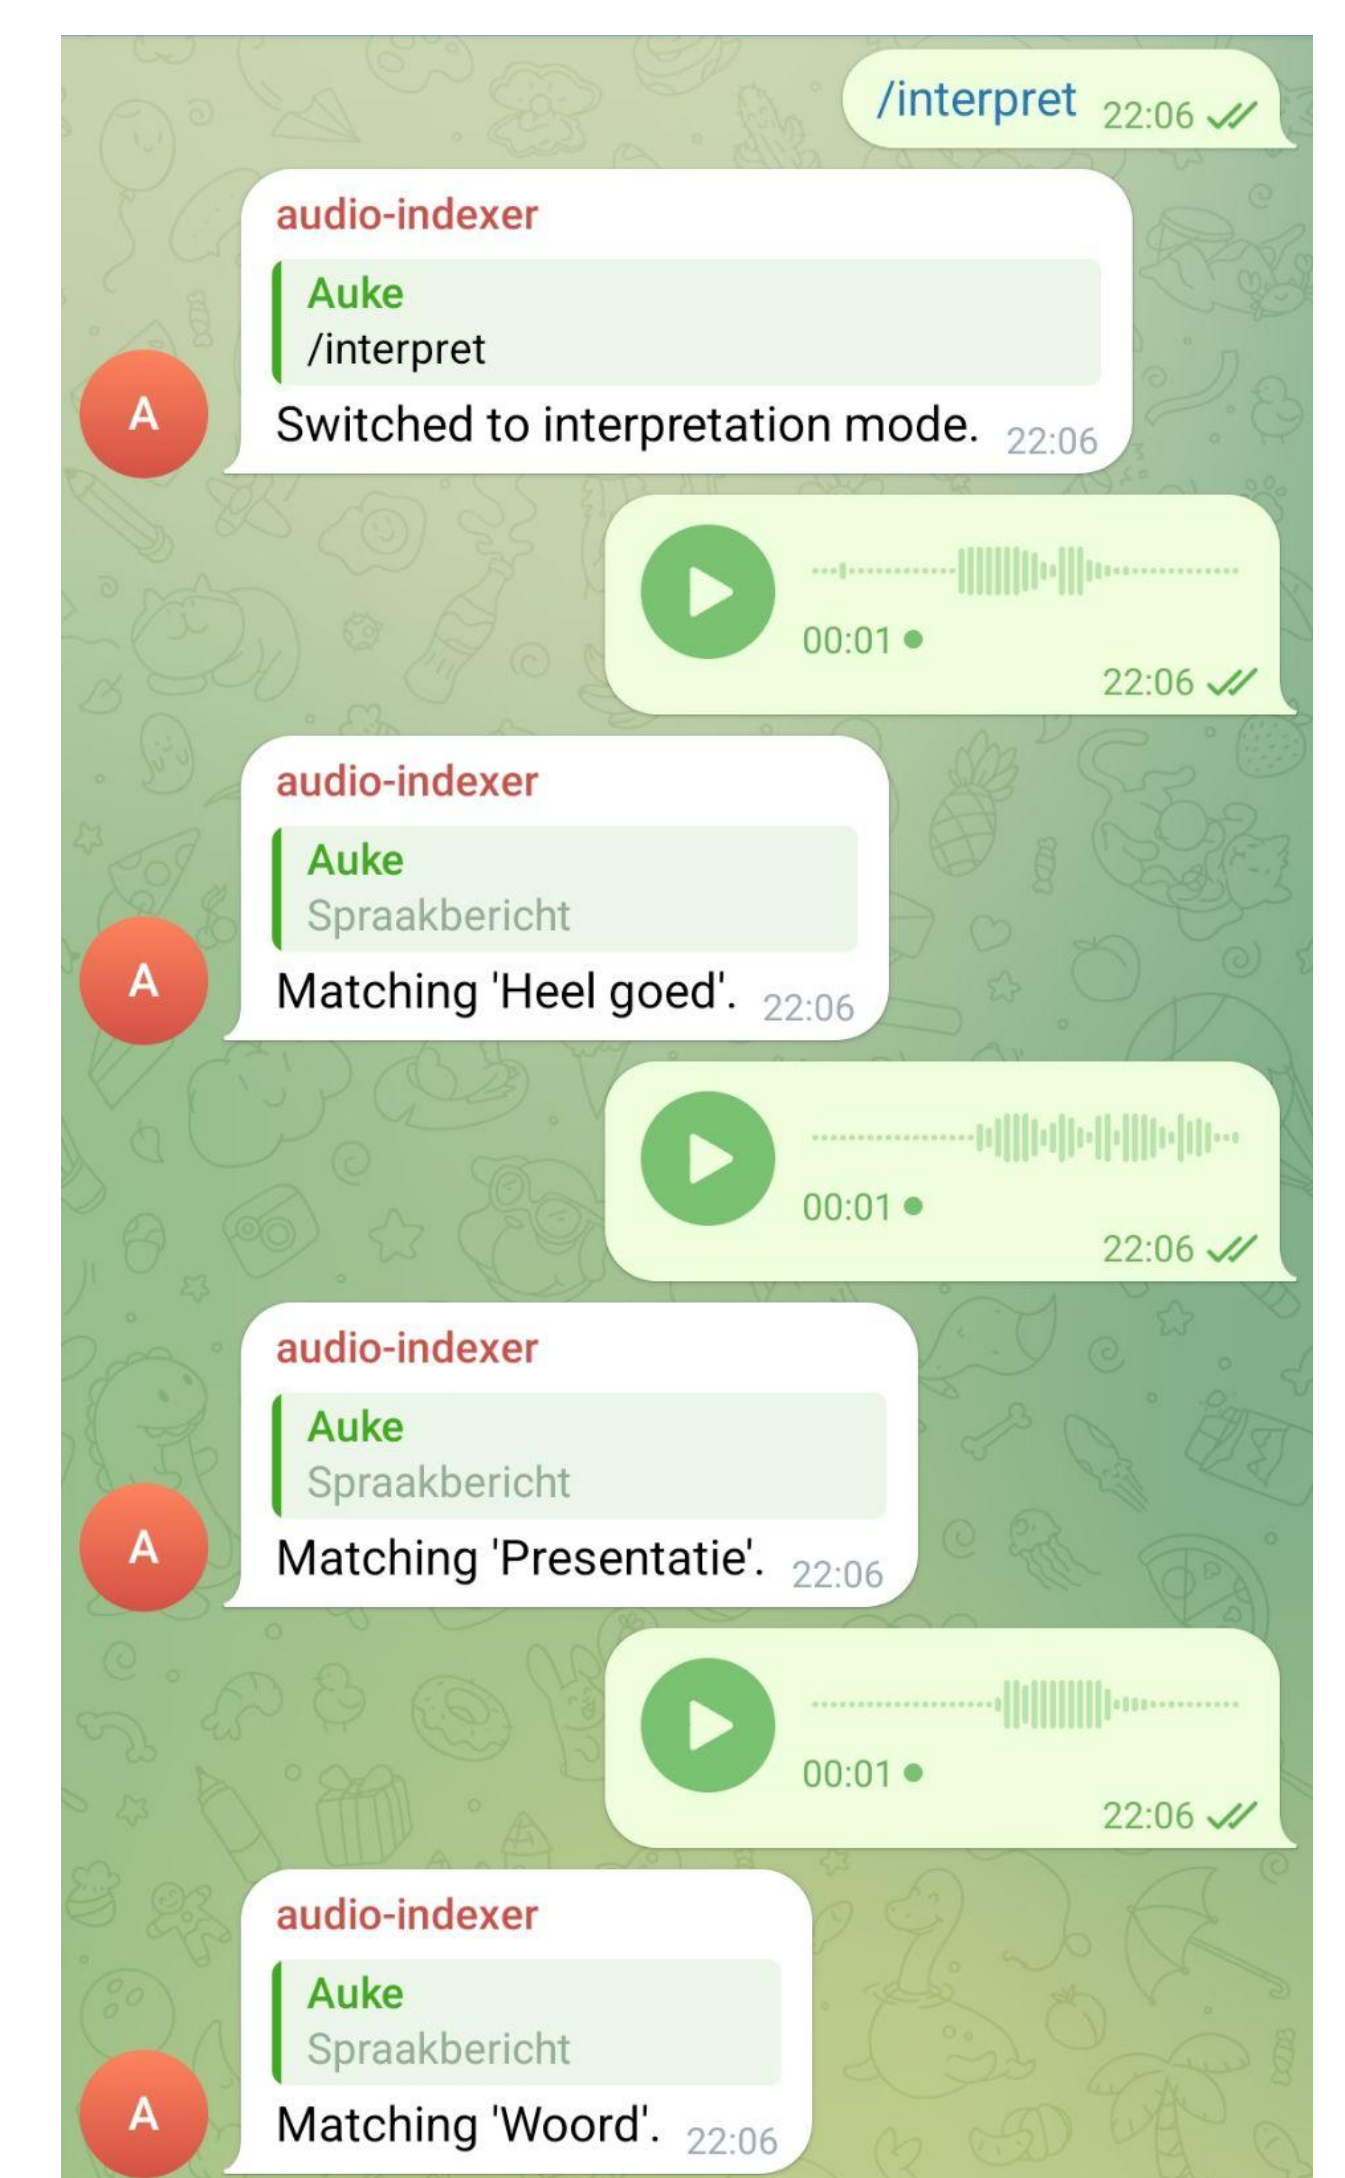 /interpret 22:06
audio-indexer
Auke
/interpret
A
Switched to interpretation mode. 22:06
00:01
22:06
audio-indexer
Auke
Spraakbericht
A
Matching 'Heel goed'. 22:06
00:01
22:06
audio-indexer
Auke
Spraakbericht
A
Matching 'Presentatie'. 22:06
00:01
22:06
audio-indexer
Auke
Spraakbericht
A
Matching 'Woord'. 22:06